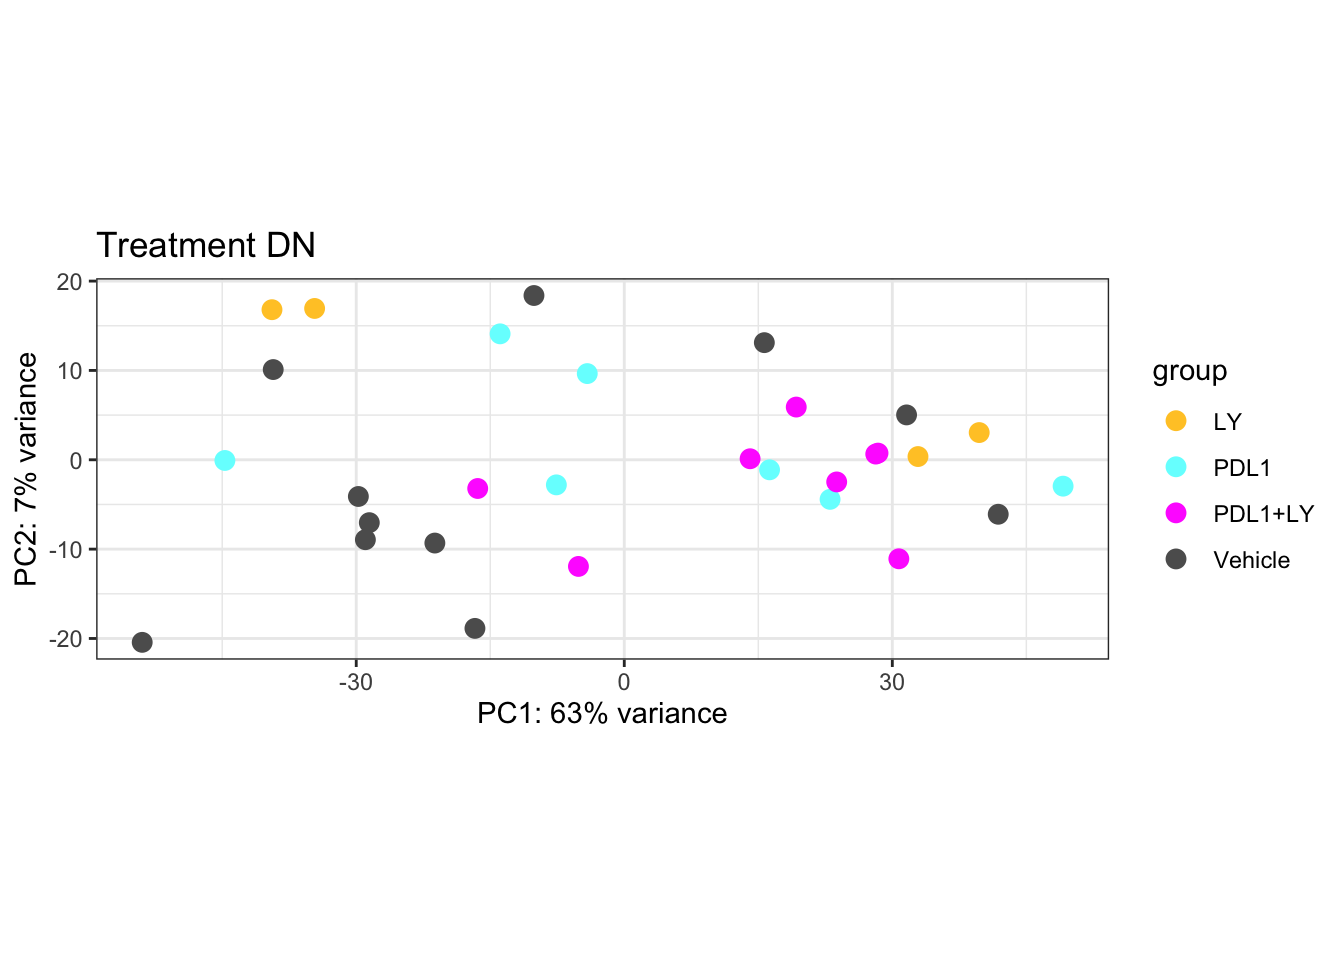 Treatment DN
20
10
0
-10
-20
PC2: 7% variance
-30
0
30
PC1: 63% variance
group
LY
PDL1
PDL1+LY
Vehicle